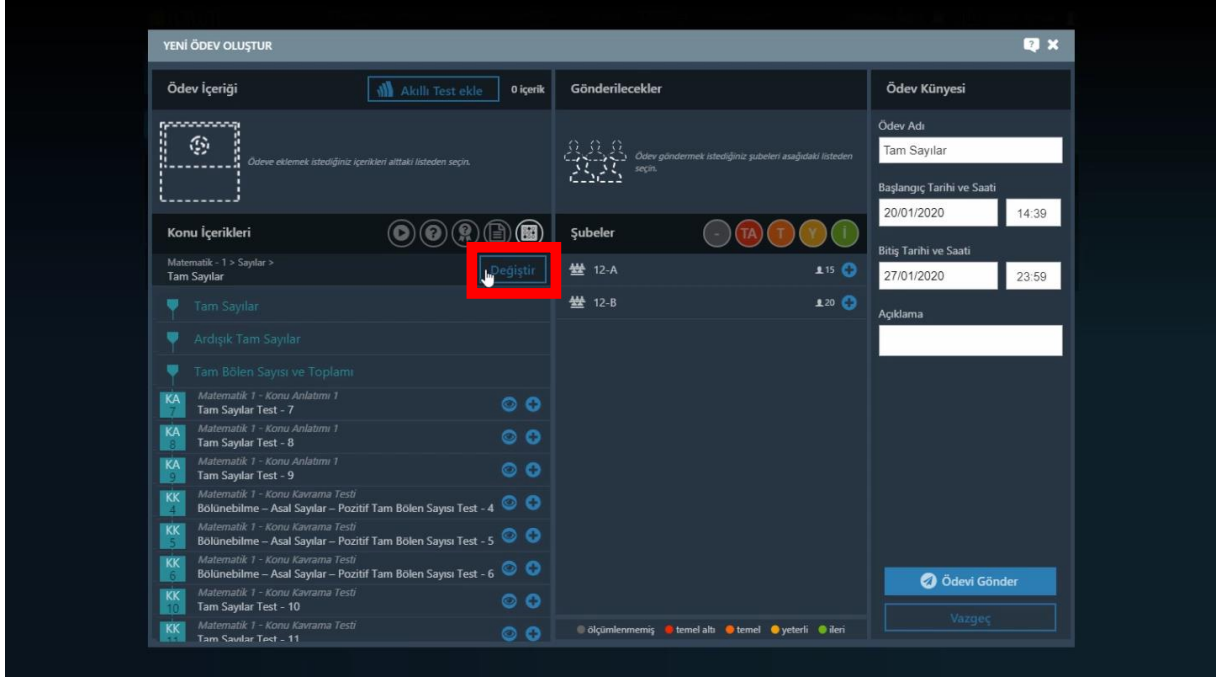 YENİ ÖDEV OLUŞTUR
Ödev İçeriği
Akıllı Test ekle
0 içerik
Ödeve eklemek istediğiniz içerikleri alttaki listeden seçin.
Konu İçerikleri
Matematik - 1 > Sayılar >
Tam Sayılar
Değiştir
Tam Sayılar
Ardışık Tam Sayılar
Tam Bölen Sayısı ve Toplamı
KA
7
Matematik 1 - Konu Anlatımı 1
Tam Sayılar Test - 7
KA
8
Matematik 1 - Konu Anlatımı 1
Tam Sayılar Test - 8
KA
9
Matematik 1 - Konu Anlatımı 1
Tam Sayılar Test - 9
KK
4
Matematik 1 - Konu Kavrama Testi
Bölünebilme – Asal Sayılar – Pozitif Tam Bölen Sayısı Test - 4
KK
5
Matematik 1 - Konu Kavrama Testi
Bölünebilme – Asal Sayılar – Pozitif Tam Bölen Sayısı Test - 5
KK
6
Matematik 1 - Konu Kavrama Testi
Bölünebilme – Asal Sayılar – Pozitif Tam Bölen Sayısı Test - 6
KK
10
Matematik 1 - Konu Kavrama Testi
Tam Sayılar Test - 10
KK
11
Matematik 1 - Konu Kavrama Testi
Tam Sayılar Test - 11
Gönderilecekler
Ödev göndermek istediğiniz şubeleri aşağıdaki listeden
seçin.
Şubeler
- TA T Y İ
12-A 15
12-B 20
ölçümlenmemiş temel altı temel yeterli ileri
Ödev Künyesi
Ödev Adı
Tam Sayılar
Başlangıç Tarihi ve Saati
20/01/2020 14:39
Bitiş Tarihi ve Saati
27/01/2020 23:59
Açıklama
Ödevi Gönder
Vazgeç